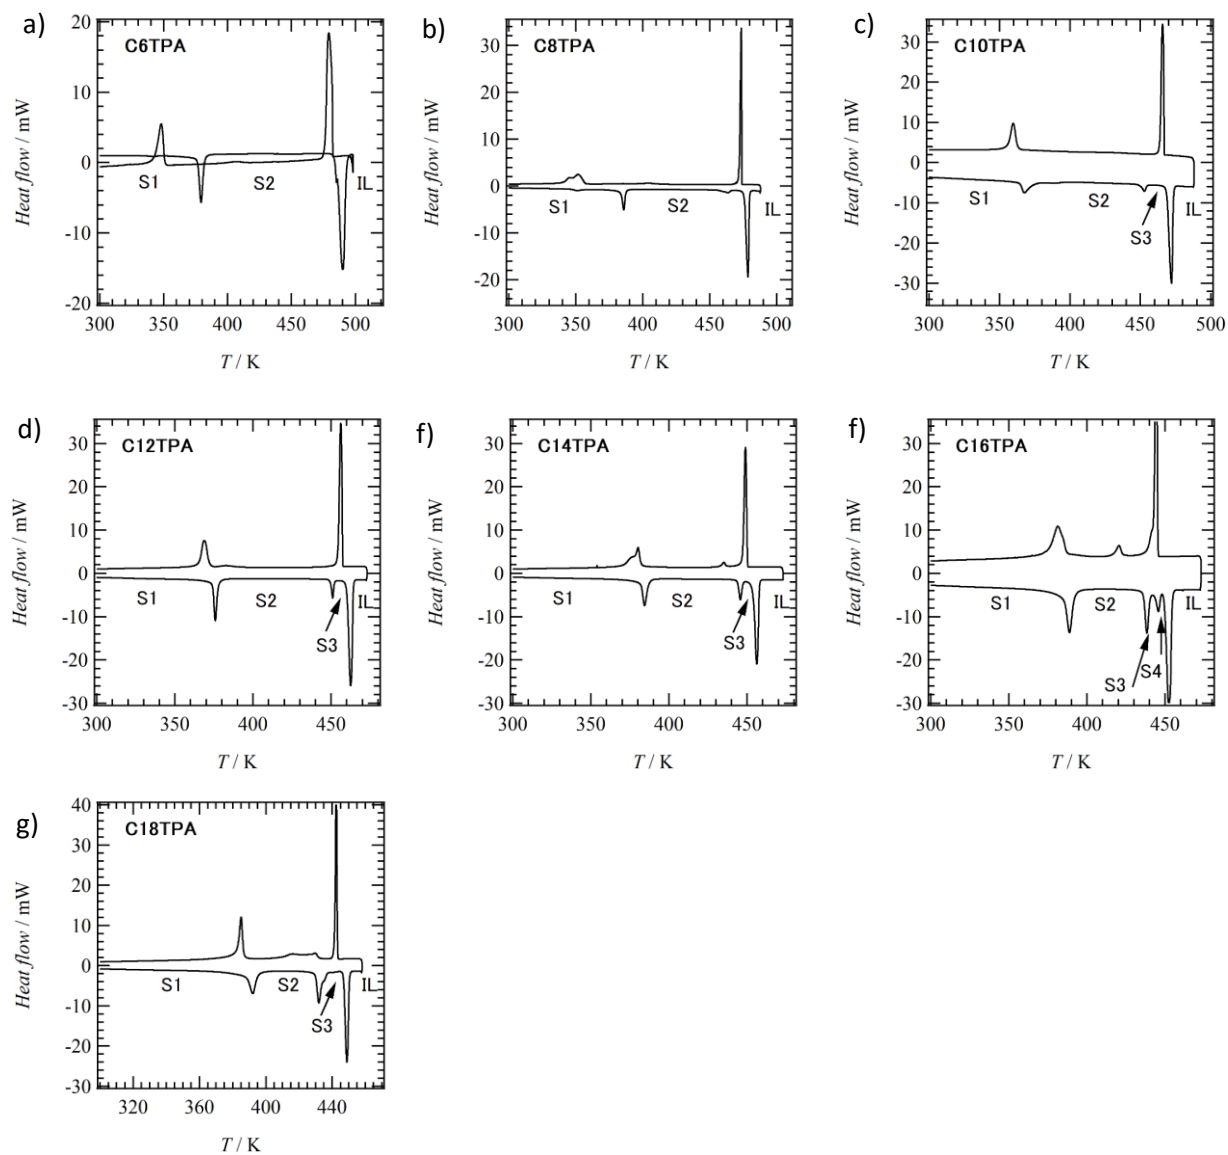 a)
C6TPA
20
10
0
-10
-20
Heat flow / mW
S1
S2
IL
300
350
400
450
500
T / K
b)
C8TPA
30
20
10
0
-10
-20
Heat flow / mW
S1
S2
IL
300
350
400
450
500
T / K
c)
C10TPA
30
20
10
0
-10
-20
-30
Heat flow / mW
S1
S2
S3
IL
300
350
400
450
500
T / K
d)
C12TPA
30
20
10
0
-10
-20
-30
Heat flow / mW
S1
S2
S3
IL
300
350
400
450
T / K
f)
C14TPA
30
20
10
0
-10
-20
-30
Heat flow / mW
S1
S2
S3
IL
300
350
400
450
T / K
f)
C16TPA
30
20
10
0
-10
-20
-30
Heat flow / mW
S1
S2
S3
S4
IL
300
350
400
450
T / K
g)
C18TPA
40
30
20
10
0
-10
-20
-30
Heat flow / mW
S1
S2
S3
IL
320
360
400
440
T / K